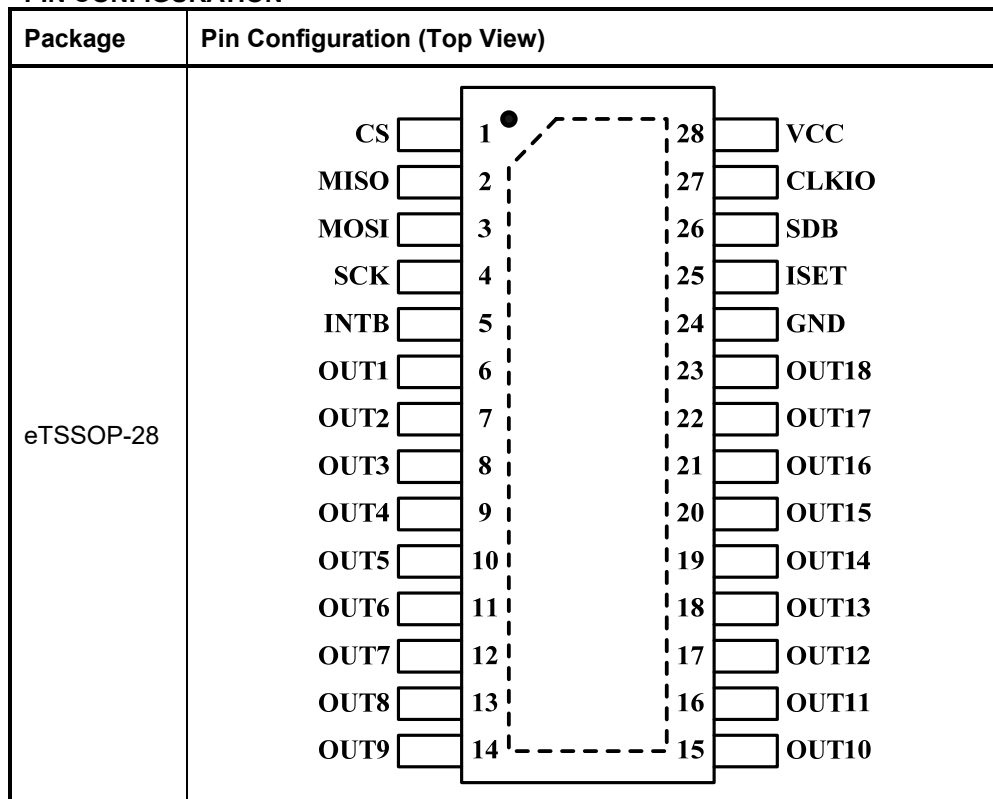 PIN CONFIGURATION
Package Pin Configuration (Top View)
eTSSOP-28
CS 1 28 VCC
MISO 2 27 CLKIO
MOSI 3 26 SDB
SCK 4 25 ISET
INTB 5 24 GND
OUT1 6 23 OUT18
OUT2 7 22 OUT17
OUT3 8 21 OUT16
OUT4 9 20 OUT15
OUT5 10 19 OUT14
OUT6 11 18 OUT13
OUT7 12 17 OUT12
OUT8 13 16 OUT11
OUT9 14 15 OUT10